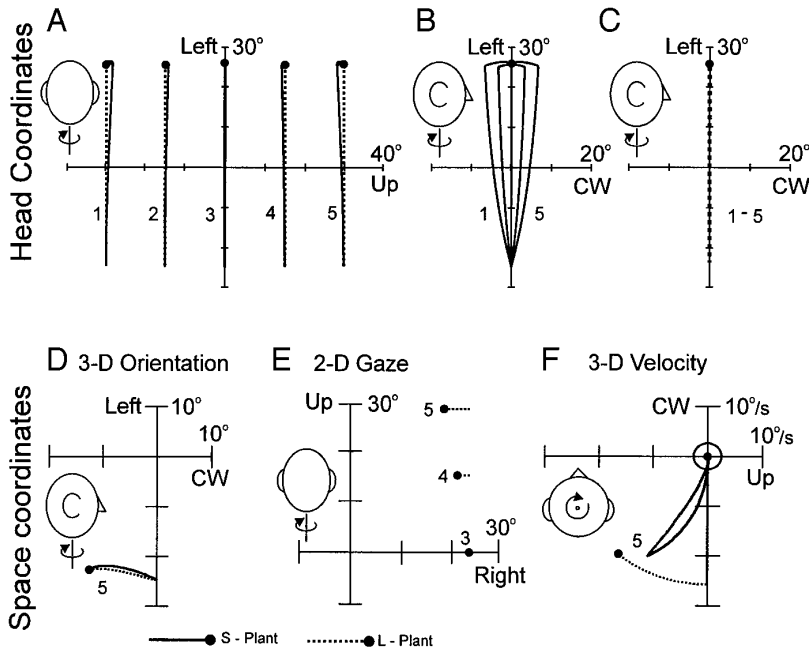 Head Coordinates
A
Left
30°
40°
Up
1
2
3
4
5
B
Left
30°
20°
CW
1
5
C
Left
30°
20°
CW
1 - 5
Space coordinates
D
3-D Orientation
Left
10°
10°
CW
5
E
2-D Gaze
Up
30°
5
4
3
30°
Right
F
3-D Velocity
CW
10°/s
10°/s
Up
5
S - Plant
L - Plant